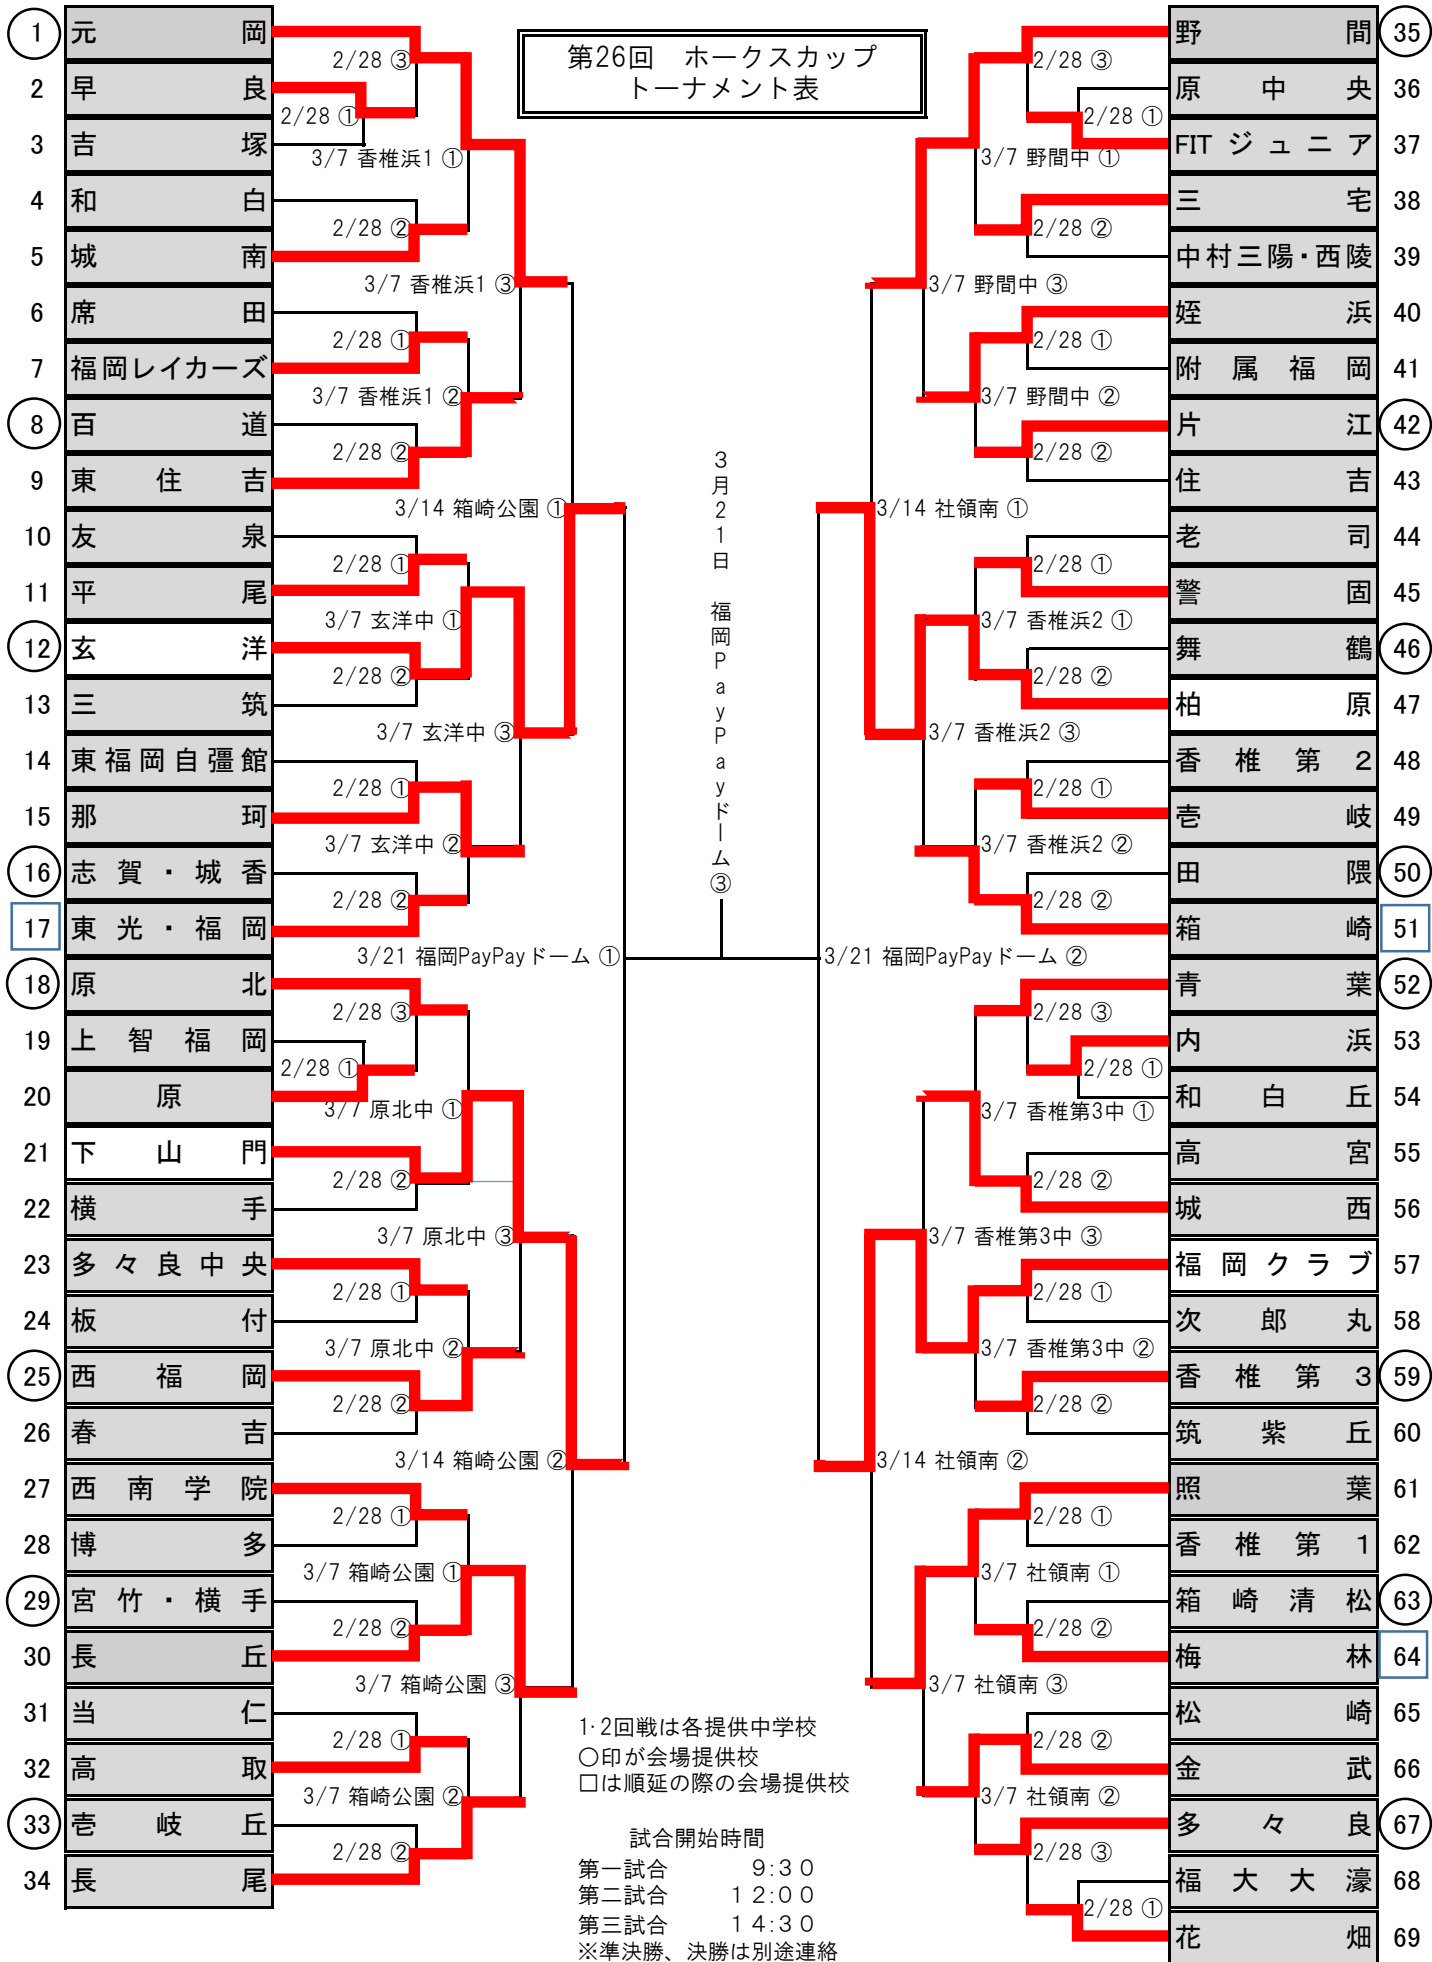 第26回 ホークスカップ
トーナメント表
1 元岡
2 早良
3 吉塚
4 和白
5 城南
6 席田
7 福岡レイカーズ
8 百道
9 東住吉
10 友泉
11 平尾
12 玄洋
13 三筑
14 東福岡自彊館
15 那珂
16 志賀・城香
17 東光・福岡
18 原北
19 上智福岡
20 原
21 下山門
22 横手
23 多々良中央
24 板付
25 西福岡
26 春吉
27 西南学院
28 博多
29 宮竹・横手
30 長丘
31 当仁
32 高取
33 壱岐丘
34 長尾
2/28 ③
2/28 ①
3/7 香椎浜1 ①
2/28 ②
3/7 香椎浜1 ③
2/28 ①
3/7 香椎浜1 ②
2/28 ②
3/14 箱崎公園 ①
2/28 ①
3/7 玄洋中 ①
2/28 ②
3/7 玄洋中 ③
2/28 ①
3/7 玄洋中 ②
2/28 ②
3/21 福岡PayPayドーム ①
2/28 ③
2/28 ①
3/7 原北中 ①
2/28 ②
3/7 原北中 ③
2/28 ①
3/7 原北中 ②
2/28 ②
3/14 箱崎公園 ②
2/28 ①
3/7 箱崎公園 ①
2/28 ②
3/7 箱崎公園 ③
2/28 ①
3/7 箱崎公園 ②
2/28 ②
3月21日 福岡PayPayドーム③
野間 35
原中央 36
FITジュニア 37
三宅 38
中村三陽・西陵 39
姪浜 40
附属福岡 41
片江 42
住吉 43
老司 44
警固 45
舞鶴 46
柏原 47
香椎第2 48
壱岐 49
田隈 50
箱崎 51
青葉 52
内浜 53
和白丘 54
高宮 55
城西 56
福岡クラブ 57
次郎丸 58
香椎第3 59
筑紫丘 60
照葉 61
香椎第1 62
箱崎清松 63
梅林 64
松崎 65
金武 66
多々良 67
福大大濠 68
花畑 69
2/28 ③
2/28 ①
3/7 野間中 ①
2/28 ②
3/7 野間中 ③
2/28 ①
3/7 野間中 ②
2/28 ②
3/14 社領南 ①
2/28 ①
3/7 香椎浜2 ①
2/28 ②
3/7 香椎浜2 ③
2/28 ①
3/7 香椎浜2 ②
2/28 ②
3/21 福岡PayPayドーム ②
2/28 ③
2/28 ①
3/7 香椎第3中 ①
2/28 ②
3/7 香椎第3中 ③
2/28 ①
3/7 香椎第3中 ②
2/28 ②
3/14 社領南 ②
2/28 ①
3/7 社領南 ①
2/28 ②
3/7 社領南 ③
2/28 ②
3/7 社領南 ②
2/28 ③
2/28 ①
1・2回戦は各提供中学校
○印が会場提供校
□は順延の際の会場提供校
試合開始時間
第一試合 9:30
第二試合 12:00
第三試合 14:30
※準決勝、決勝は別途連絡